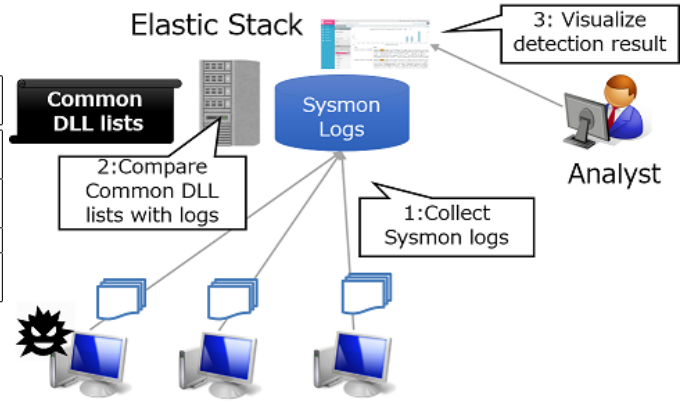 Elastic Stack
3: Visualize
detection result
Common
DLL lists
Sysmon
Logs
2:Compare
Common DLL
lists with logs
Analyst
1:Collect
Sysmon logs